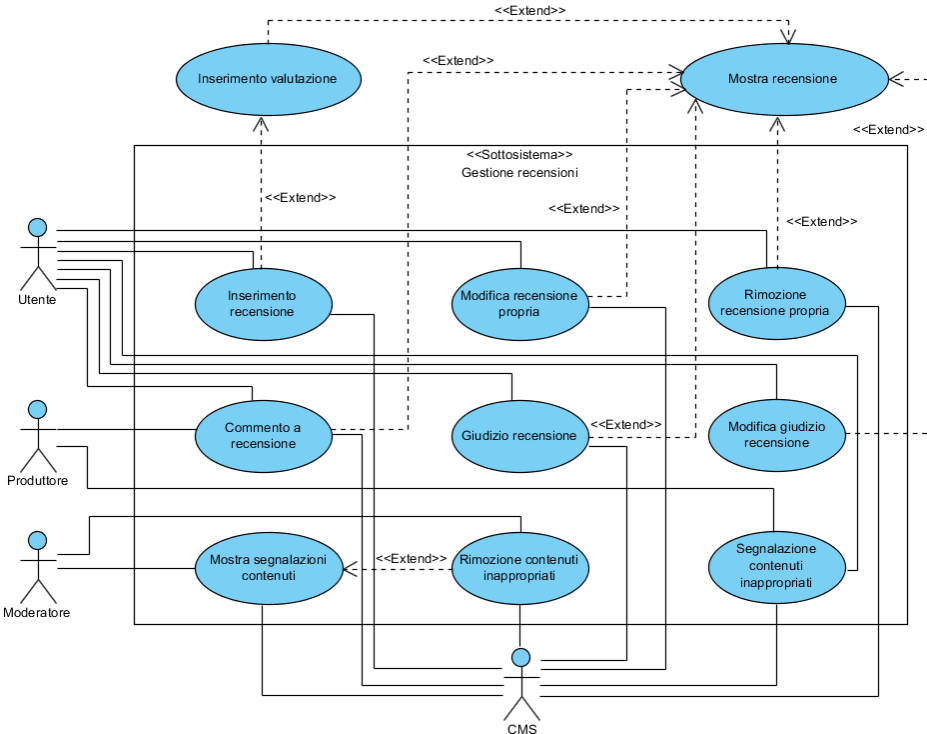 <<Extend>>
Inserimento valutazione
<<Extend>>
Mostra recensione
<<Extend>>
<<Sottosistema>>
Gestione recensioni
<<Extend>>
<<Extend>>
<<Extend>>
Utente
Inserimento
recensione
Modifica recensione
propria
Rimozione
recensione propria
Produttore
Commento a
recensione
Giudizio recensione
<<Extend>>
Modifica giudizio
recensione
Moderatore
Mostra segnalazioni
contenuti
<<Extend>>
Rimozione contenuti
inappropriati
Segnalazione
contenuti
inappropriati
CMS